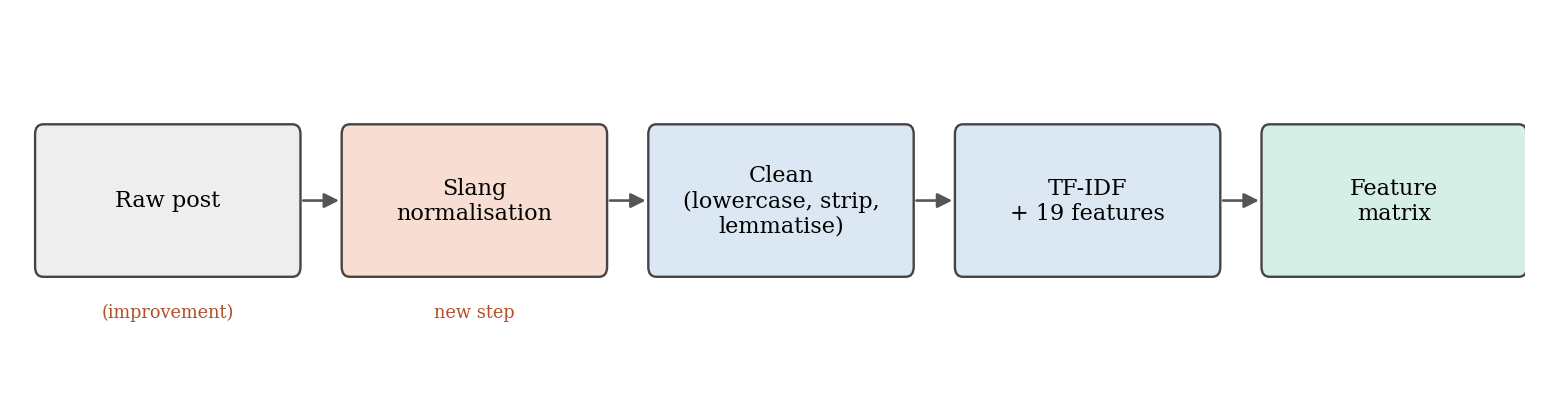 Raw post
Slang
normalisation
Clean
(lowercase, strip,
lemmatise)
TF-IDF
+ 19 features
Feature
matrix
(improvement)
new step